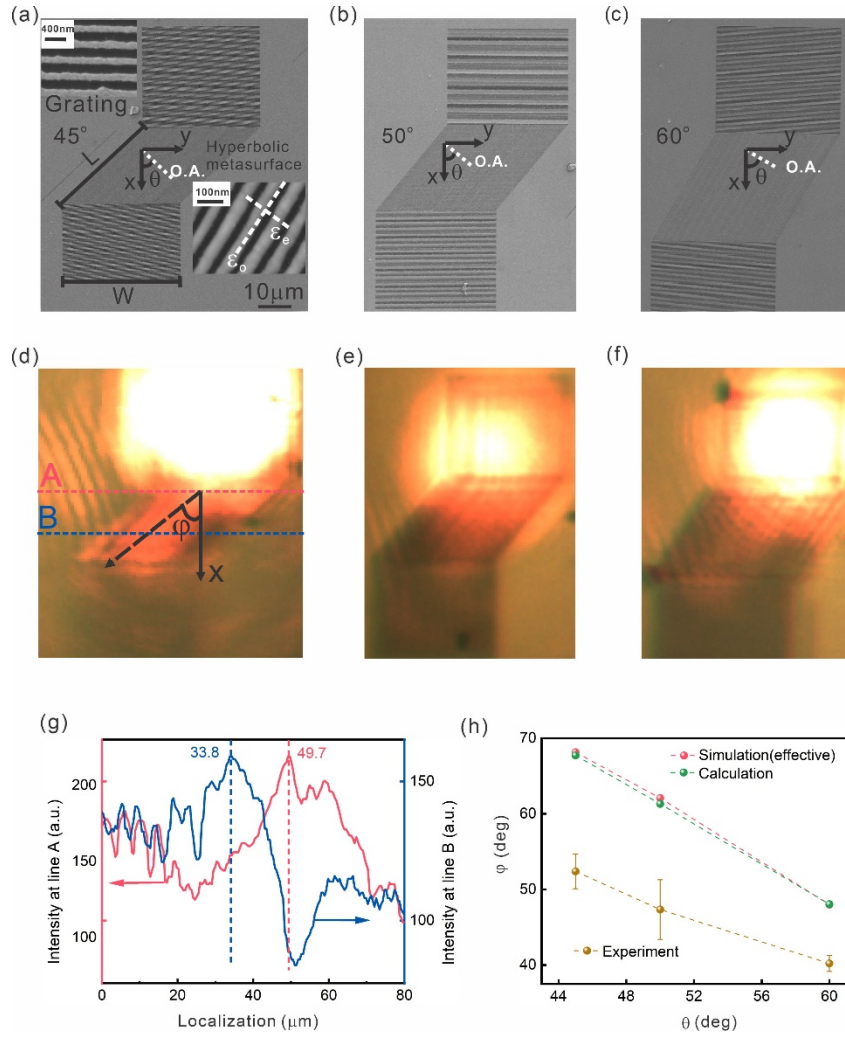 (a)
400nm
Grating
45°
L
y
x
θ
O.A.
Hyperbolic
metasurface
100nm
εe
εo
W
10μm
(b)
50°
y
x
θ
O.A.
(c)
60°
y
x
θ
O.A.
(d)
A
B
φ
x
(e)
(f)
(g)
33.8
49.7
200
150
100
150
100
Intensity at line A (a.u.)
Intensity at line B (a.u.)
0
20
40
60
80
Localization (μm)
(h)
70
60
50
40
φ (deg)
Simulation(effective)
Calculation
Experiment
44
48
52
56
60
θ (deg)